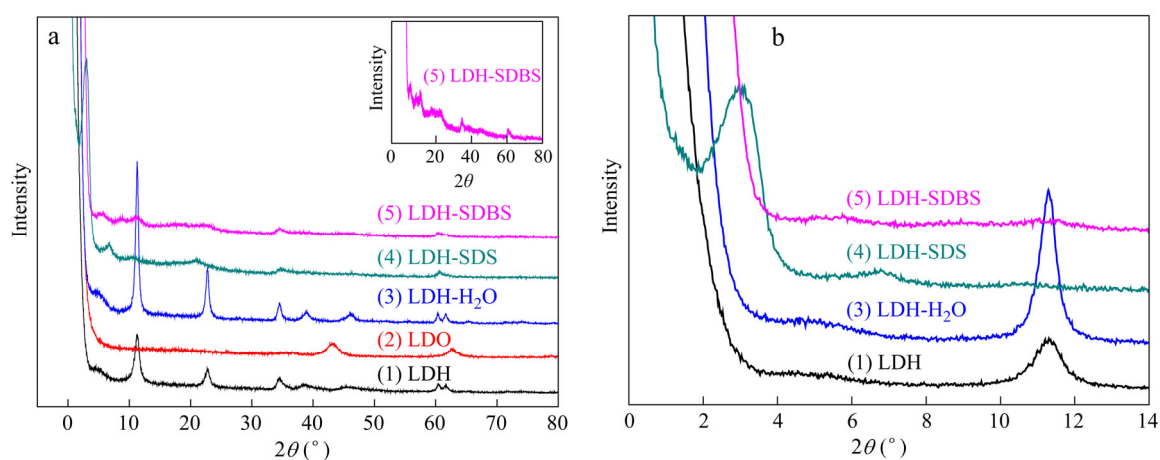 a
Intensity
(5) LDH-SDBS
0
20
40
60
80
2θ
Intensity
(5) LDH-SDBS
(4) LDH-SDS
(3) LDH-H₂O
(2) LDO
(1) LDH
0
10
20
30
40
50
60
70
80
2θ (°)
b
Intensity
(5) LDH-SDBS
(4) LDH-SDS
(3) LDH-H₂O
(1) LDH
0
2
4
6
8
10
12
14
2θ (°)